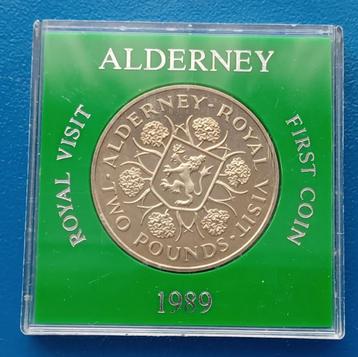 ALDERNEY
ROYAL VISIT
FIRST COIN
ALDERNEY · ROYAL VISIT ·
TWO POUNDS ·
1989